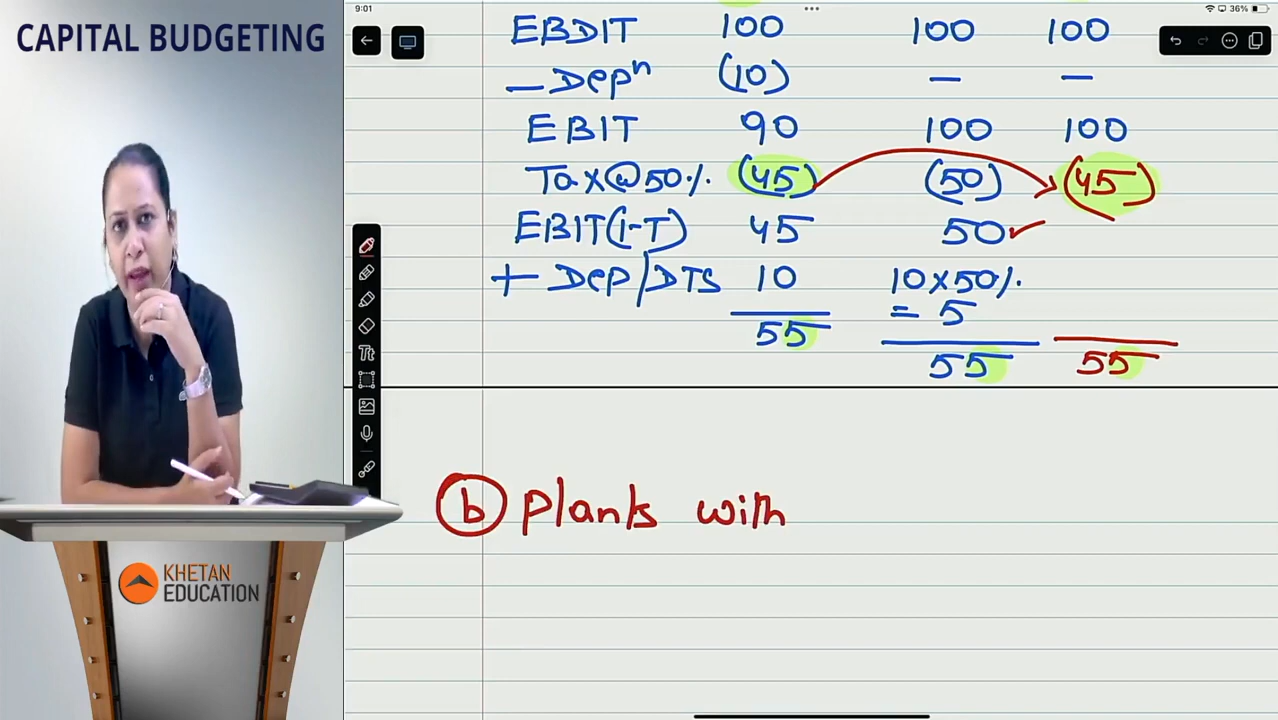 CAPITAL BUDGETING
9:01
36%
EBDIT 100 100 100
– Depⁿ (10) – –
EBIT 90 100 100
Tax@50% (45) (50) (45)
EBIT(1-T) 45 50
+ Dep/DTS 10 10×50%
= 5
55 55 55
Tt
b Plants with
KHETAN
EDUCATION